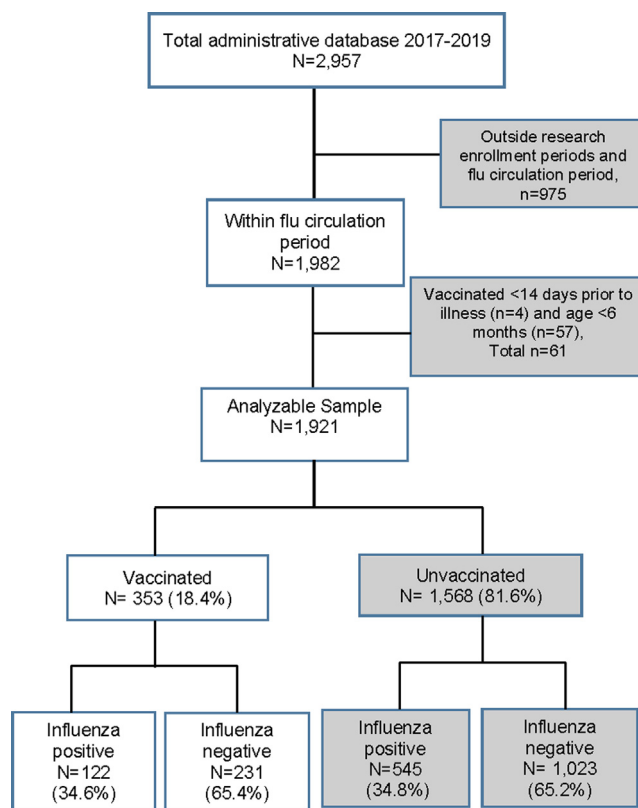 Total administrative database 2017-2019
N=2,957
Outside research
enrollment periods and
flu circulation period,
n=975
Within flu circulation
period
N=1,982
Vaccinated <14 days prior to
illness (n=4) and age <6
months (n=57),
Total n=61
Analyzable Sample
N=1,921
Vaccinated
N= 353 (18.4%)
Unvaccinated
N= 1,568 (81.6%)
Influenza
positive
N=122
(34.6%)
Influenza
negative
N=231
(65.4%)
Influenza
positive
N=545
(34.8%)
Influenza
negative
N= 1,023
(65.2%)